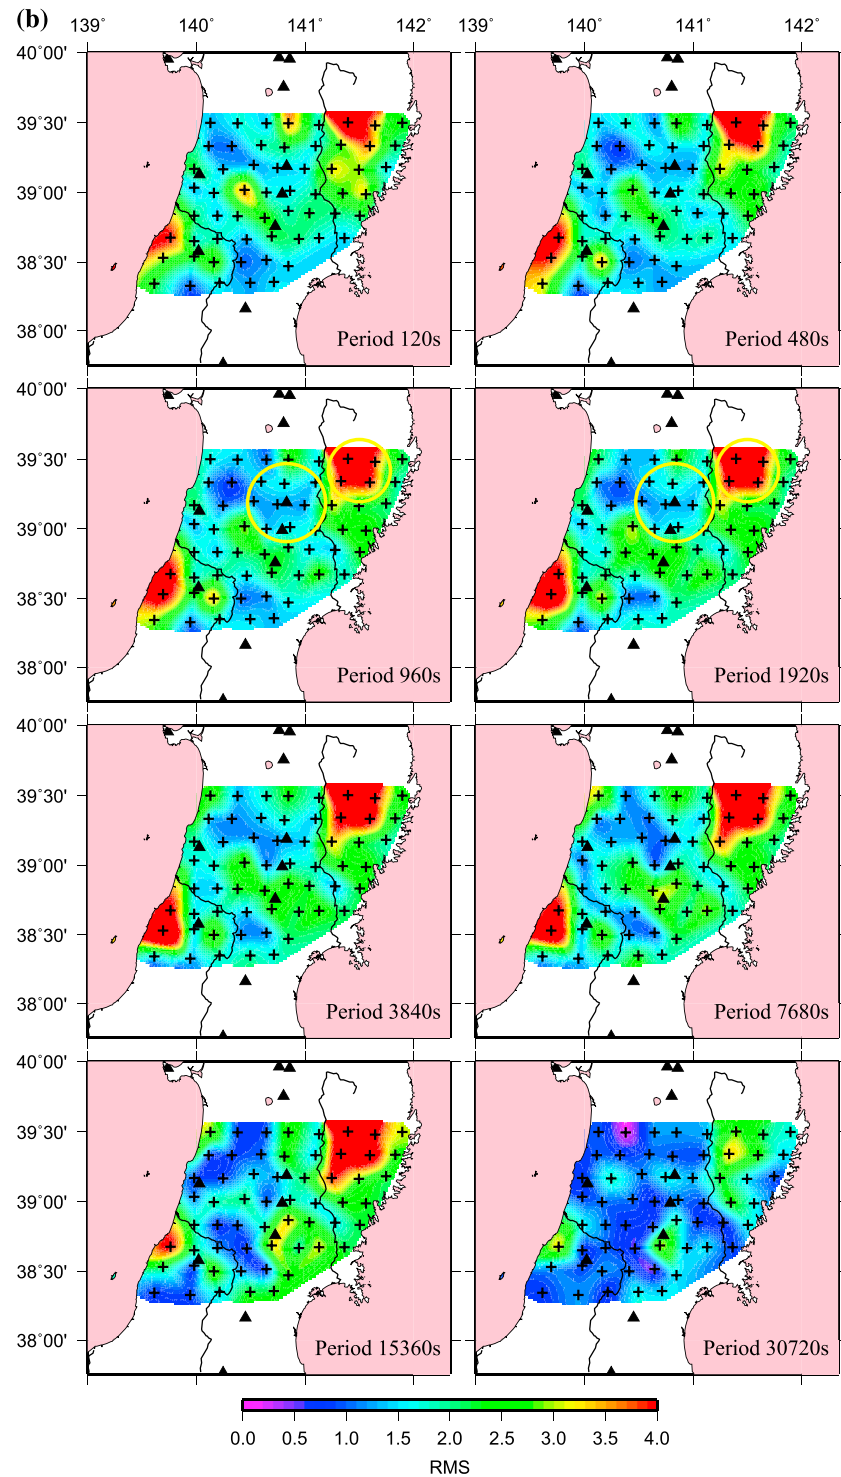 (b)
139° 140° 141° 142° 139° 140° 141° 142°
40°00'
39°30'
39°00'
38°30'
38°00'
Period 120s
Period 480s
40°00'
39°30'
39°00'
38°30'
38°00'
Period 960s
Period 1920s
40°00'
39°30'
39°00'
38°30'
38°00'
Period 3840s
Period 7680s
40°00'
39°30'
39°00'
38°30'
38°00'
Period 15360s
Period 30720s
0.0 0.5 1.0 1.5 2.0 2.5 3.0 3.5 4.0
RMS